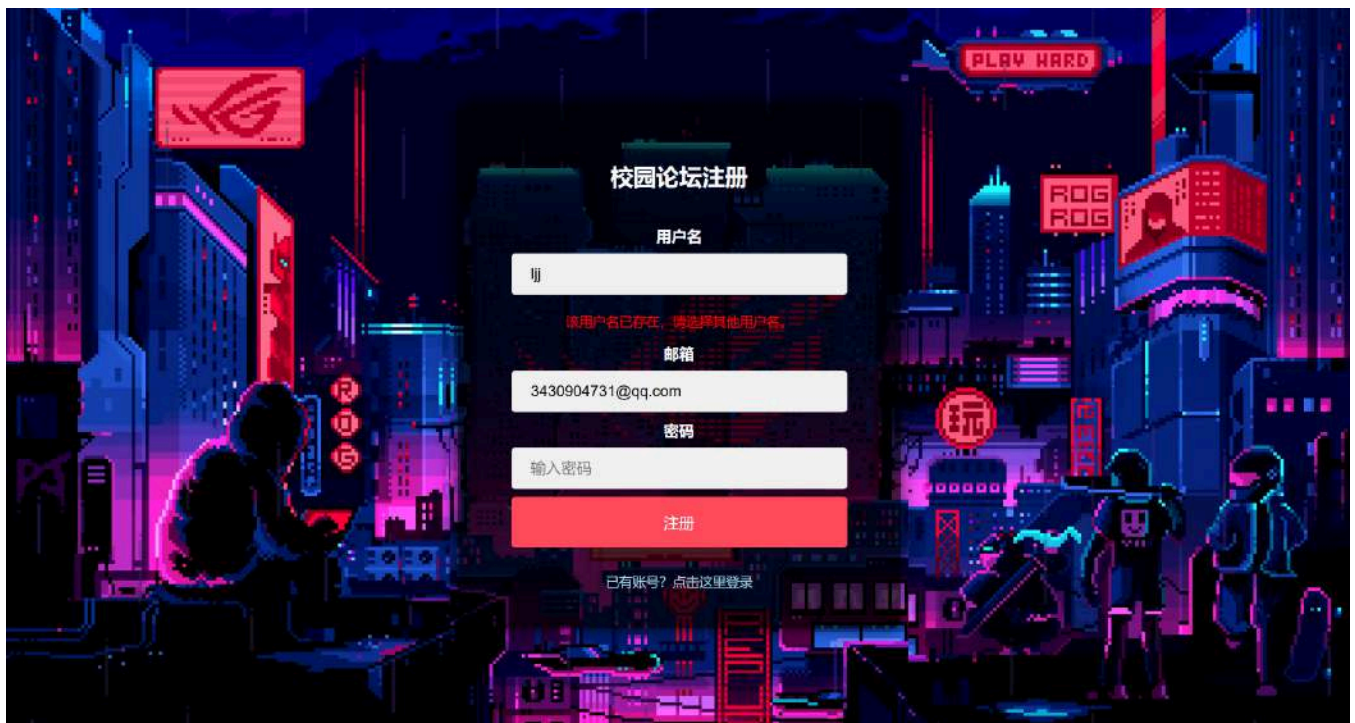 PLAY HARD
校园论坛注册
ROG
ROG
用户名
ljj
该用户名已存在，请选择其他用户名。
邮箱
3430904731@qq.com
密码
输入密码
注册
已有账号？点击这里登录
R
O
G
玩